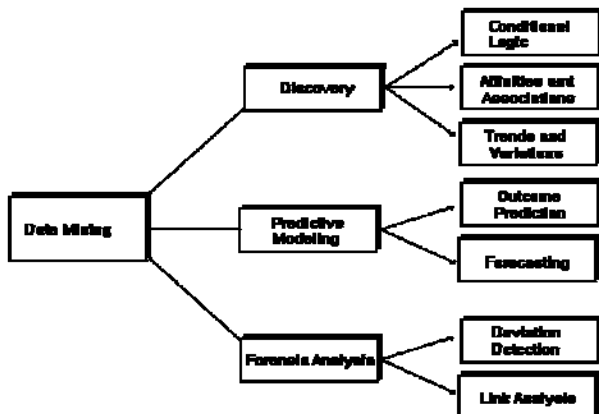 Data Mining
Discovery
Conditional
Logic
Affinities and
Associations
Trends and
Variations
Predictive
Modeling
Outcome
Prediction
Forecasting
Forensic Analysis
Deviation
Detection
Link Analysis